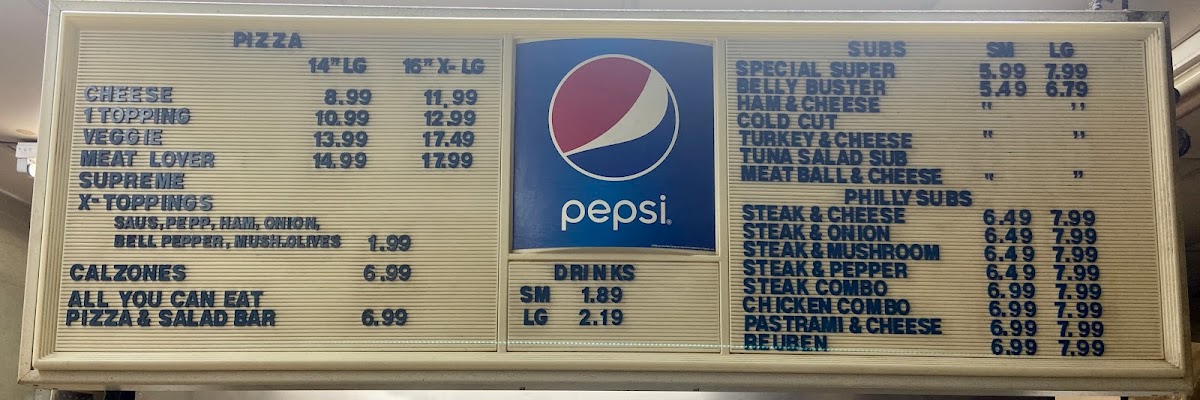 PIZZA
14" LG 16" X-LG
CHEESE 8.99 11.99
1 TOPPING 10.99 12.99
VEGGIE 13.99 17.49
MEAT LOVER 14.99 17.99
SUPREME
X-TOPPINGS
SAUS, PEPP, HAM, ONION,
BELL PEPPER, MUSH.OLIVES 1.99
CALZONES 6.99
ALL YOU CAN EAT
PIZZA & SALAD BAR 6.99
pepsi
DRINKS
SM 1.89
LG 2.19
SUBS SM LG
SPECIAL SUPER 5.99 7.99
BELLY BUSTER 5.49 6.79
HAM & CHEESE " "
COLD CUT
TURKEY & CHEESE " "
TUNA SALAD SUB
MEAT BALL & CHEESE " "
PHILLY SUBS
STEAK & CHEESE 6.49 7.99
STEAK & ONION 6.49 7.99
STEAK & MUSHROOM 6.49 7.99
STEAK & PEPPER 6.49 7.99
STEAK COMBO 6.99 7.99
CHICKEN COMBO 6.99 7.99
PASTRAMI & CHEESE 6.99 7.99
REUBEN 6.99 7.99